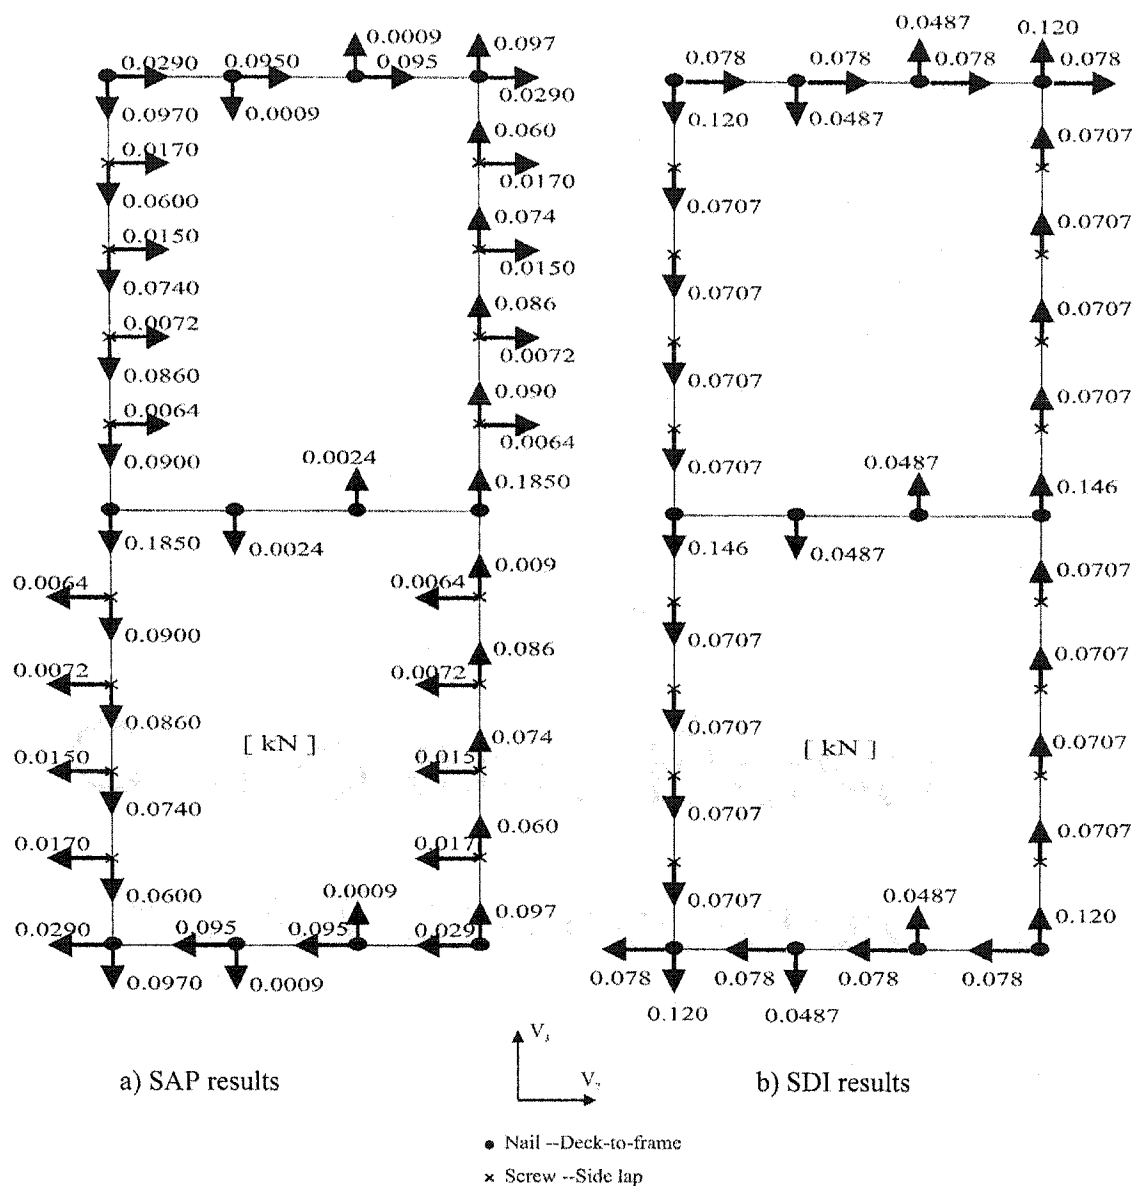 0.0009 0.097 0.0487 0.120
0.0290 0.0950 0.095 0.078 0.078 0.078 0.078
0.0970 0.0009 0.0290 0.120 0.0487
0.0170 0.060 0.0707
0.0600 0.0170 0.0707
0.0150 0.074 0.0707
0.0740 0.0150 0.0707
0.0072 0.086 0.0707
0.0860 0.0072 0.0707
0.0064 0.090 0.0707
0.0900 0.0064 0.0707
0.0024 0.1850 0.0487 0.146
0.1850 0.0024 0.146 0.0487
0.0064 0.0064 0.009 0.0707
0.0900 0.0707
0.0072 0.0072 0.086 0.0707
0.0860 0.0707
[ kN ] [ kN ]
0.0150 0.015 0.074 0.0707
0.0740 0.0707
0.0170 0.017 0.060 0.0707
0.0600 0.0707
0.0009 0.097 0.0487 0.120
0.0290 0.095 0.095 0.029
0.0970 0.0009 0.078 0.078 0.078 0.078
0.120 0.0487
V₃
V₂
a) SAP results b) SDI results
Nail --Deck-to-frame
× Screw --Side lap